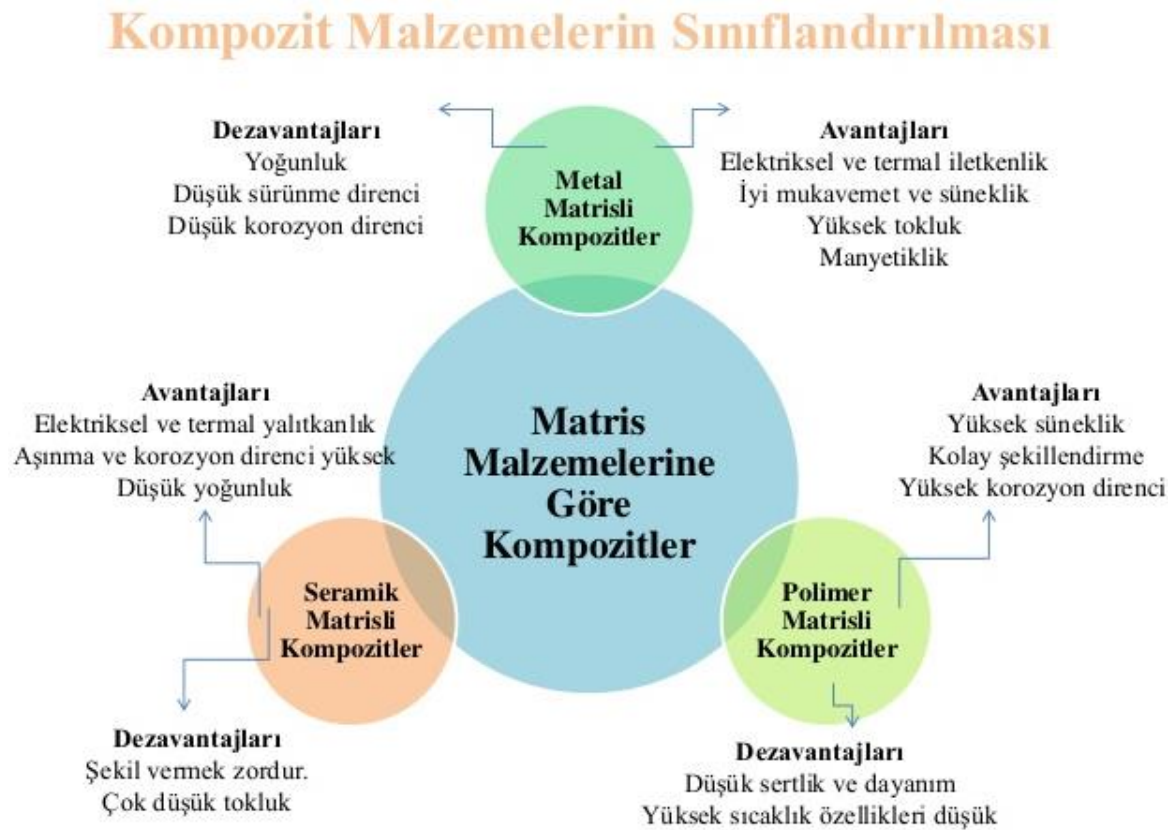 Kompozit Malzemelerin Sınıflandırılması
Dezavantajları
Yoğunluk
Düşük sürünme direnci
Düşük korozyon direnci
Metal
Matrisli
Kompozitler
Avantajları
Elektriksel ve termal iletkenlik
İyi mukavemet ve süneklik
Yüksek tokluk
Manyetiklik
Avantajları
Elektriksel ve termal yalıtkanlık
Aşınma ve korozyon direnci yüksek
Düşük yoğunluk
Matris
Malzemelerine
Göre
Kompozitler
Avantajları
Yüksek süneklik
Kolay şekillendirme
Yüksek korozyon direnci
Seramik
Matrisli
Kompozitler
Polimer
Matrisli
Kompozitler
Dezavantajları
Şekil vermek zordur.
Çok düşük tokluk
Dezavantajları
Düşük sertlik ve dayanım
Yüksek sıcaklık özellikleri düşük